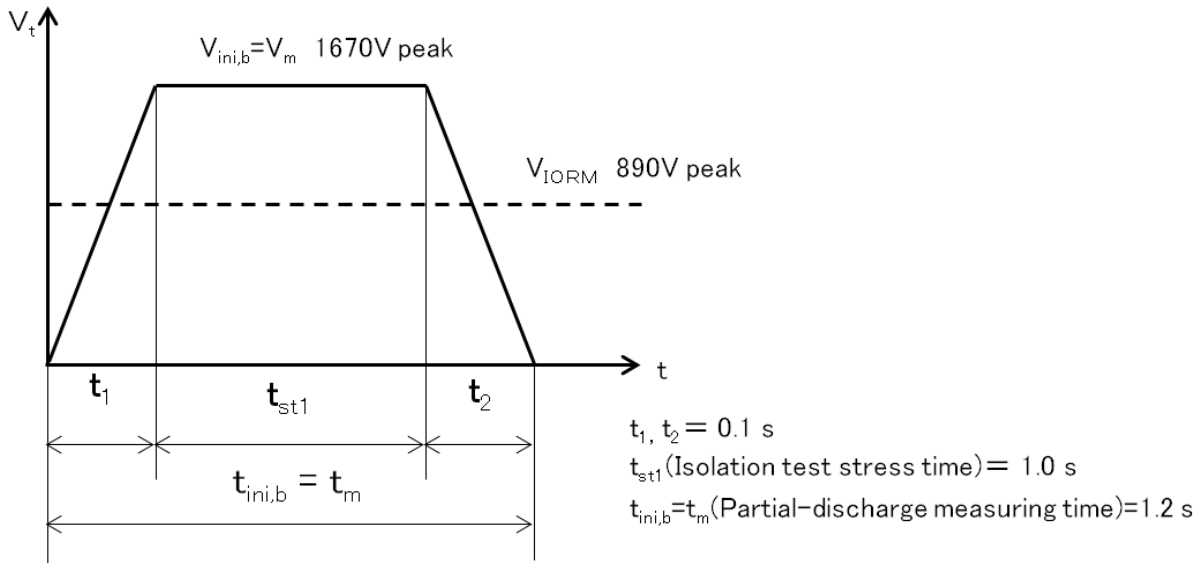 Vt
Vini,b=Vm 1670V peak
VIORM 890V peak
t
t1
tst1
t2
t1, t2＝ 0.1 s
tst1(Isolation test stress time)＝ 1.0 s
tini,b = tm
tini,b=tm(Partial-discharge measuring time)=1.2 s